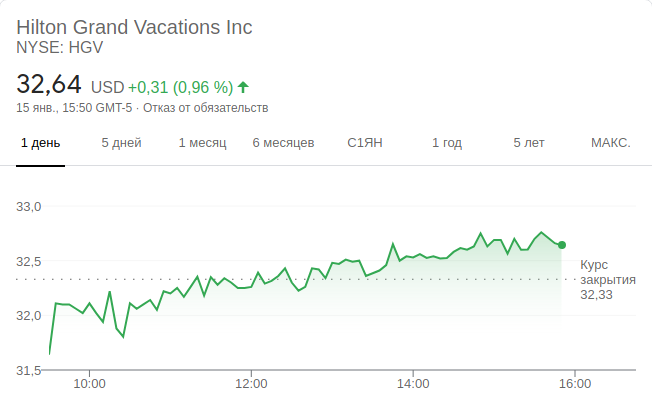 Hilton Grand Vacations Inc
NYSE: HGV
32,64 USD +0,31 (0,96 %)
15 янв., 15:50 GMT-5 · Отказ от обязательств
1 день 5 дней 1 месяц 6 месяцев С1ЯН 1 год 5 лет МАКС.
33,0
32,5
Курс
закрытия
32,33
32,0
31,5
10:00 12:00 14:00 16:00